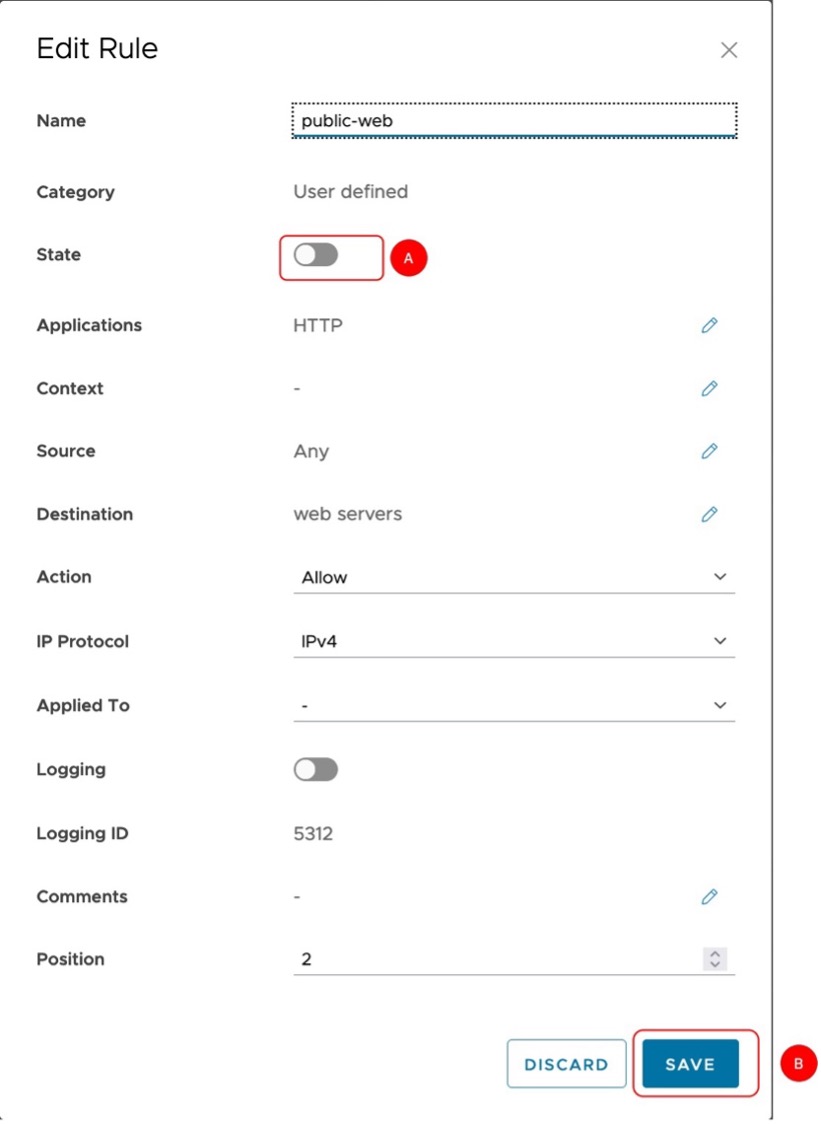 Edit Rule
Name public-web
Category User defined
State A
Applications HTTP
Context -
Source Any
Destination web servers
Action Allow
IP Protocol IPv4
Applied To -
Logging
Logging ID 5312
Comments -
Position 2
DISCARD SAVE B